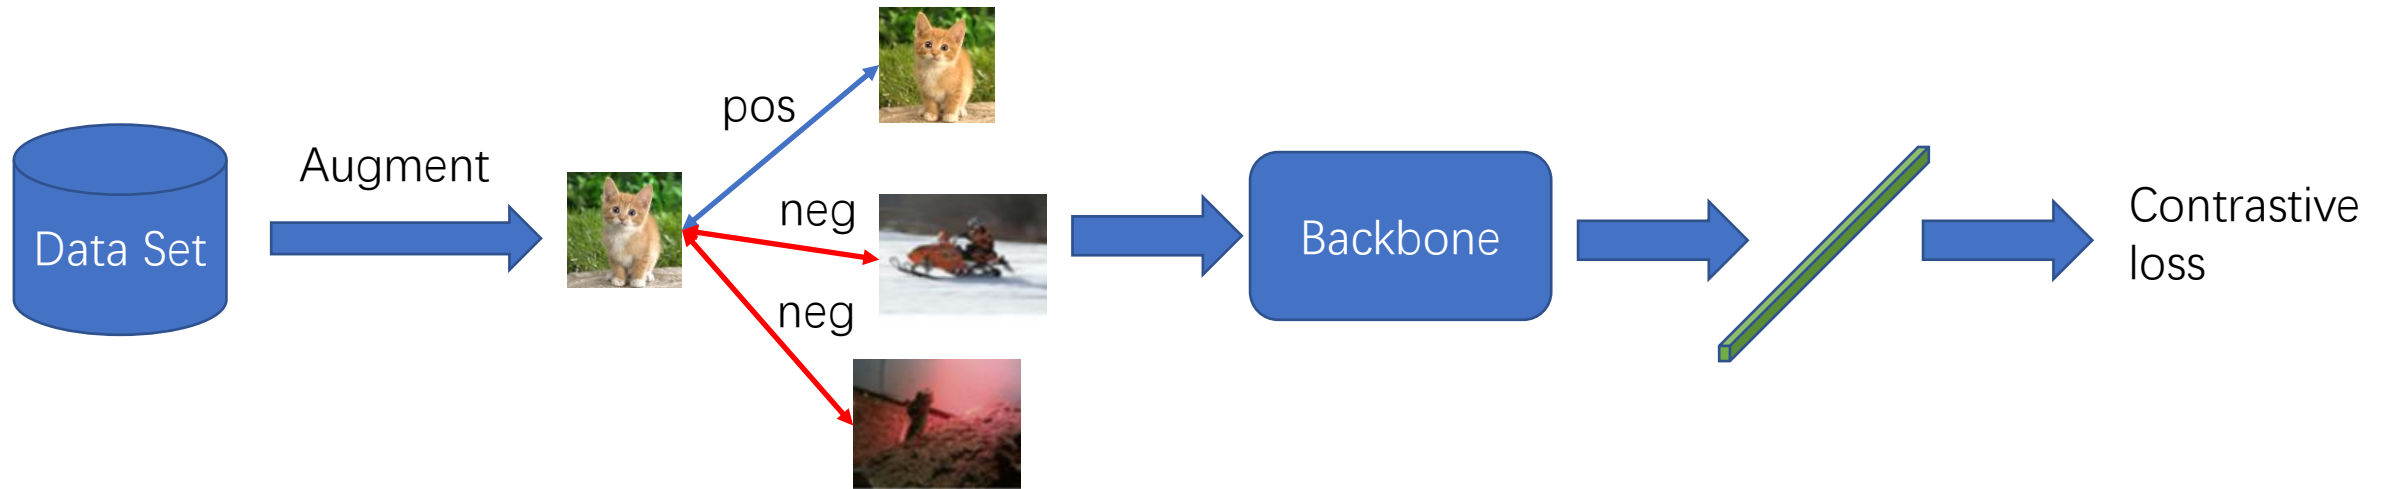 Data Set
Augment
pos
neg
neg
Backbone
Contrastive
loss